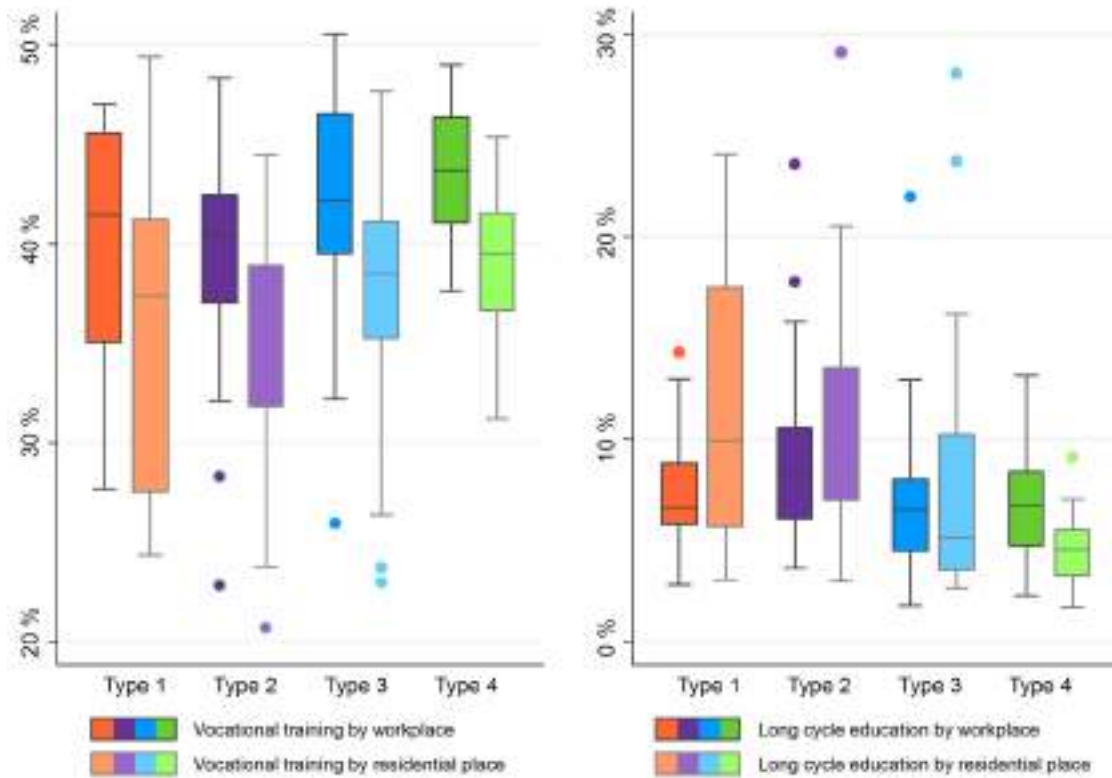 50 %
40 %
30 %
20 %
Type 1 Type 2 Type 3 Type 4
Vocational training by workplace
Vocational training by residential place
30 %
20 %
10 %
0 %
Type 1 Type 2 Type 3 Type 4
Long cycle education by workplace
Long cycle education by residential place